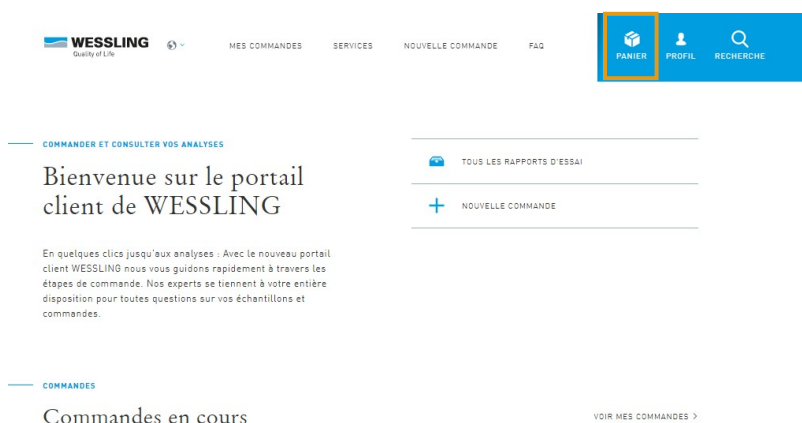 WESSLING
Quality of Life
MES COMMANDES
SERVICES
NOUVELLE COMMANDE
FAQ
PANIER
PROFIL
RECHERCHE
COMMANDER ET CONSULTER VOS ANALYSES
Bienvenue sur le portail
client de WESSLING
En quelques clics jusqu'aux analyses : Avec le nouveau portail
client WESSLING nous vous guidons rapidement à travers les
étapes de commande. Nos experts se tiennent à votre entière
disposition pour toutes questions sur vos échantillons et
commandes.
TOUS LES RAPPORTS D'ESSAI
NOUVELLE COMMANDE
COMMANDES
Commandes en cours
VOIR MES COMMANDES >